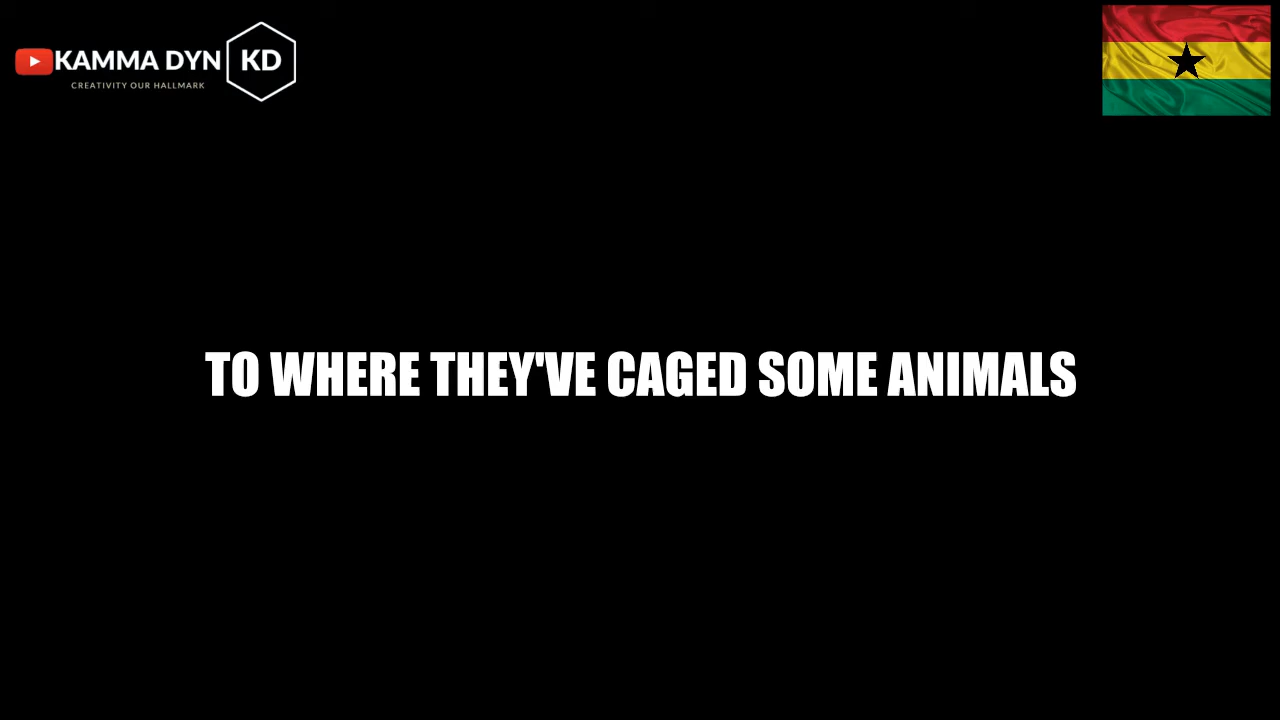 KAMMA DYN KD
CREATIVITY OUR HALLMARK
TO WHERE THEY'VE CAGED SOME ANIMALS